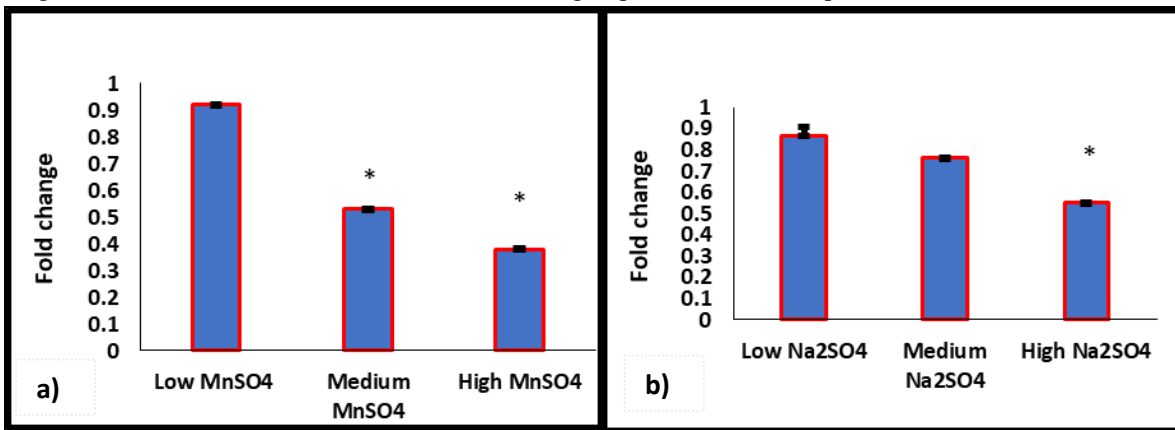 Fold change
1
0.9
0.8
0.7
0.6
0.5
0.4
0.3
0.2
0.1
0
*
*
Low MnSO4
Medium MnSO4
High MnSO4
a)
Fold change
1
0.9
0.8
0.7
0.6
0.5
0.4
0.3
0.2
0.1
0
*
Low Na2SO4
Medium Na2SO4
High Na2SO4
b)